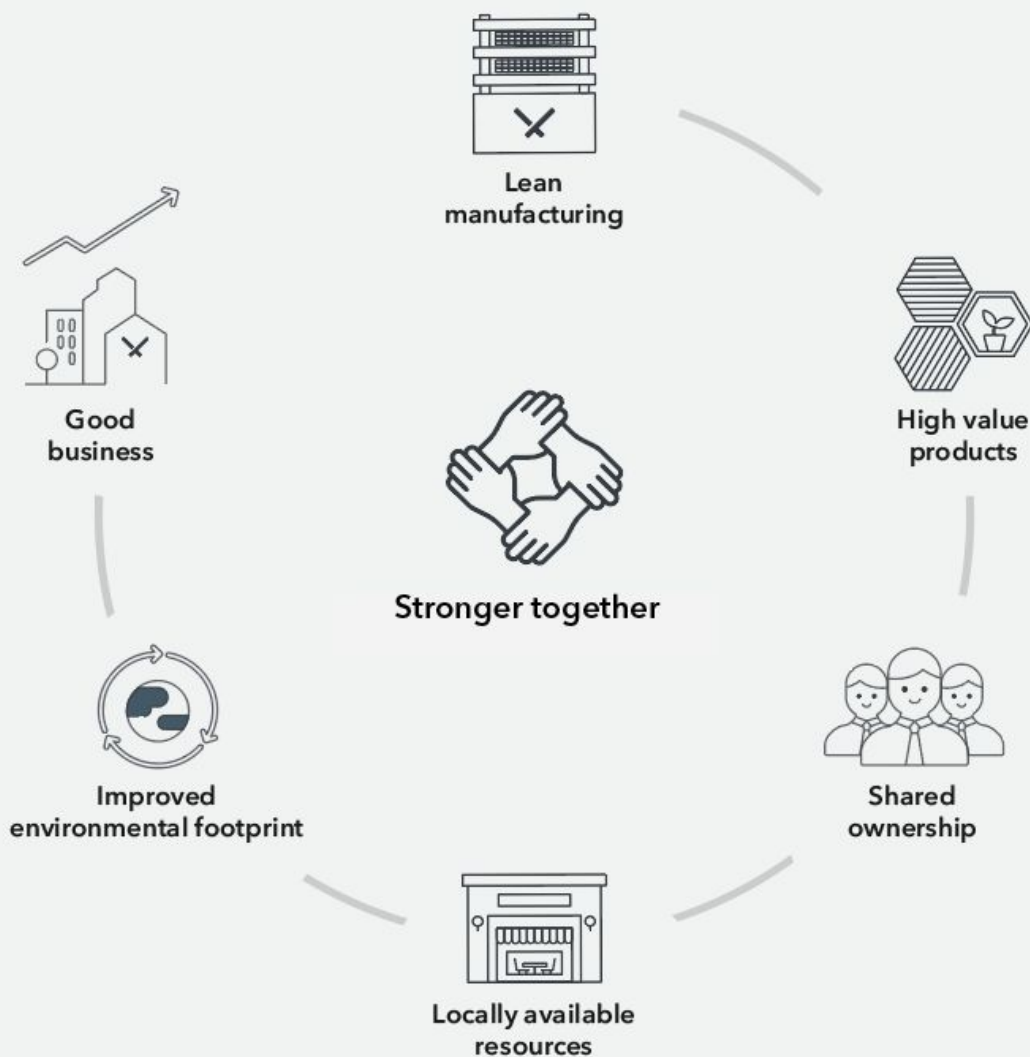 Lean
manufacturing
Good
business
High value
products
Stronger together
Improved
environmental footprint
Shared
ownership
Locally available
resources